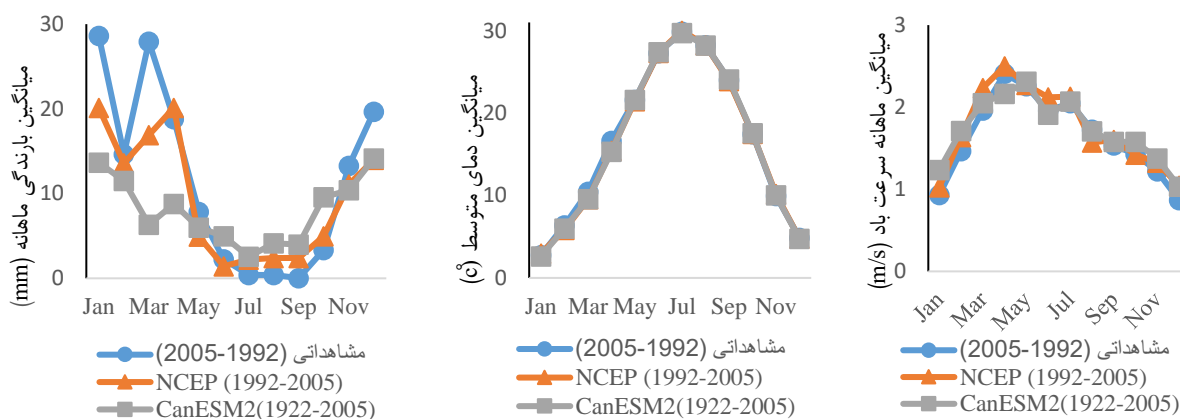 میانگین بارندگی ماهانه (mm)
30
20
10
0
Jan Mar May Jul Sep Nov
مشاهداتی (2005-1992)
NCEP (1992-2005)
CanESM2(1922-2005)
میانگین دمای متوسط (c̊)
30
20
10
0
Jan Mar May Jul Sep Nov
مشاهداتی (2005-1992)
NCEP (1992-2005)
CanESM2(1922-2005)
میانگین ماهانه سرعت باد (m/s)
3
2
1
0
Jan Mar May Jul Sep Nov
مشاهداتی (2005-1992)
NCEP (1992-2005)
CanESM2(1922-2005)